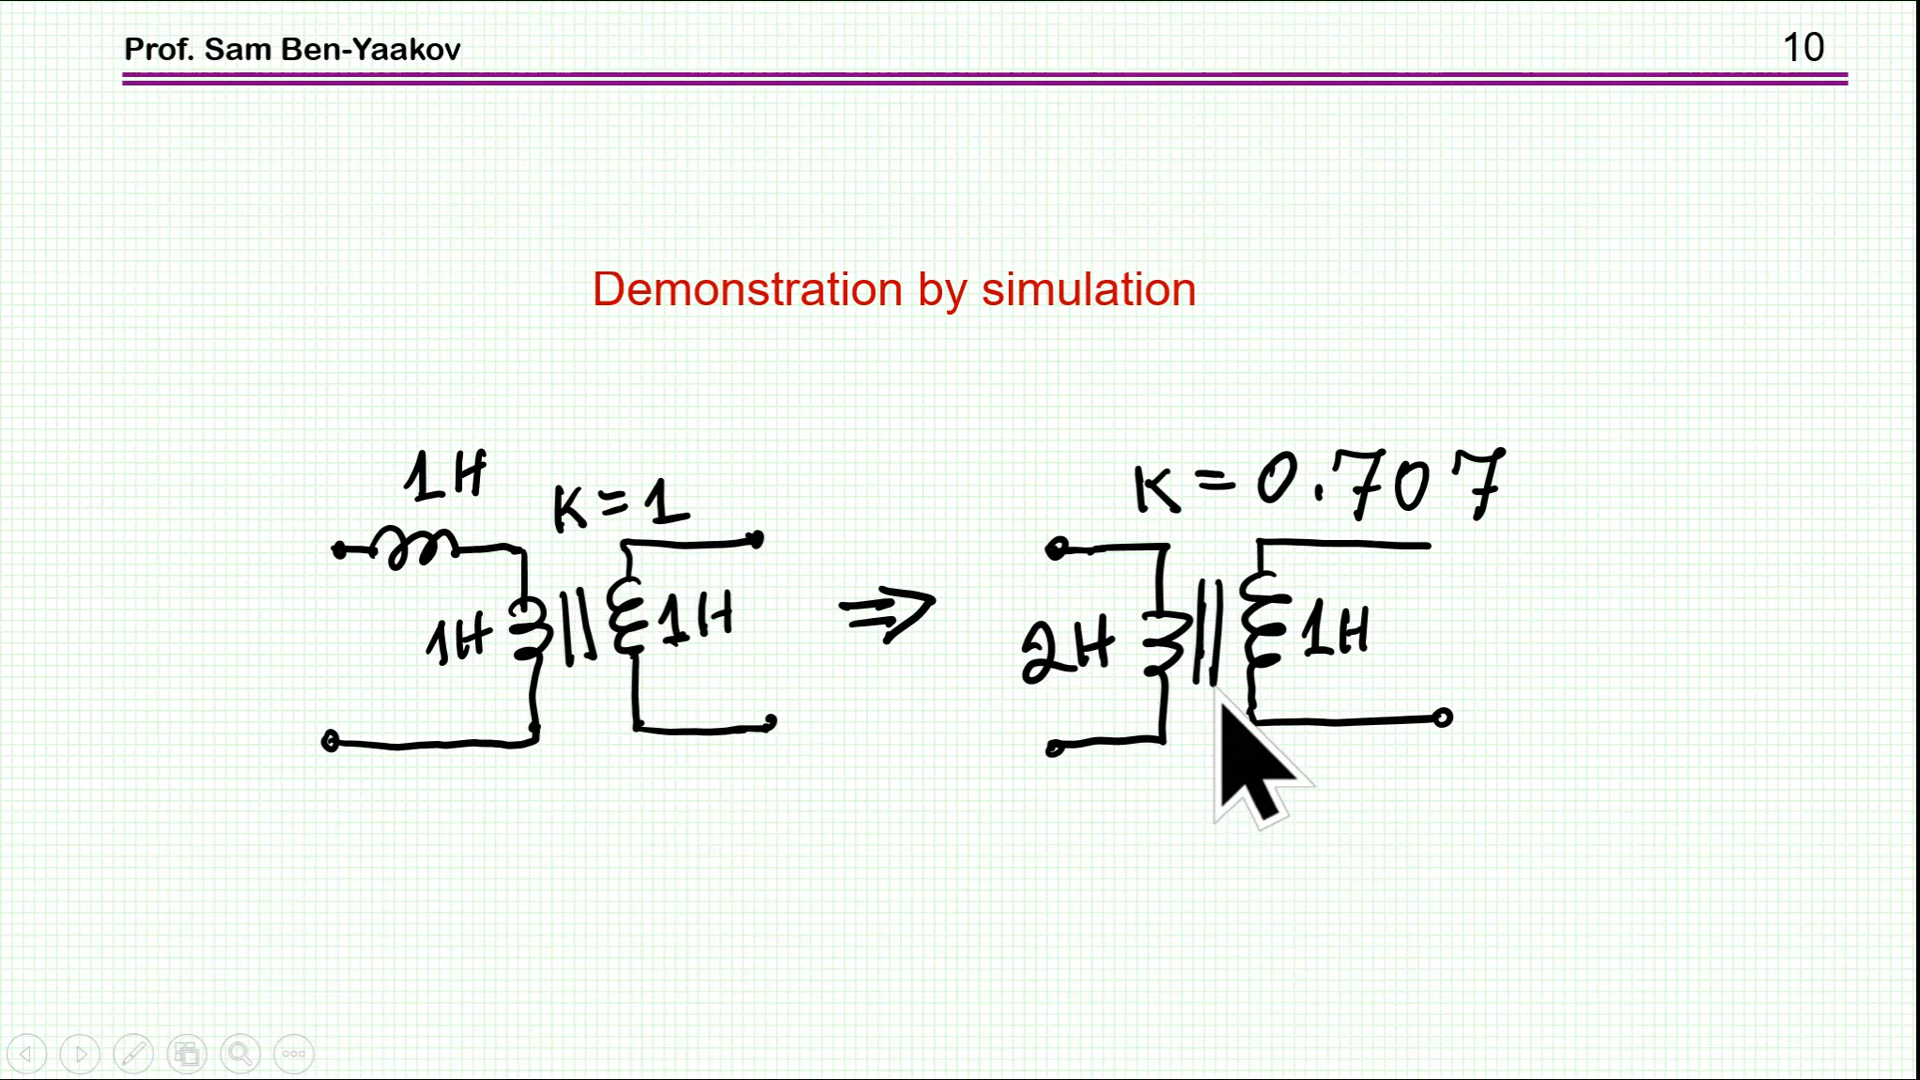 Prof. Sam Ben-Yaakov
10
Demonstration by simulation
1H
K=1
1H
1H
K=0.707
2H
1H